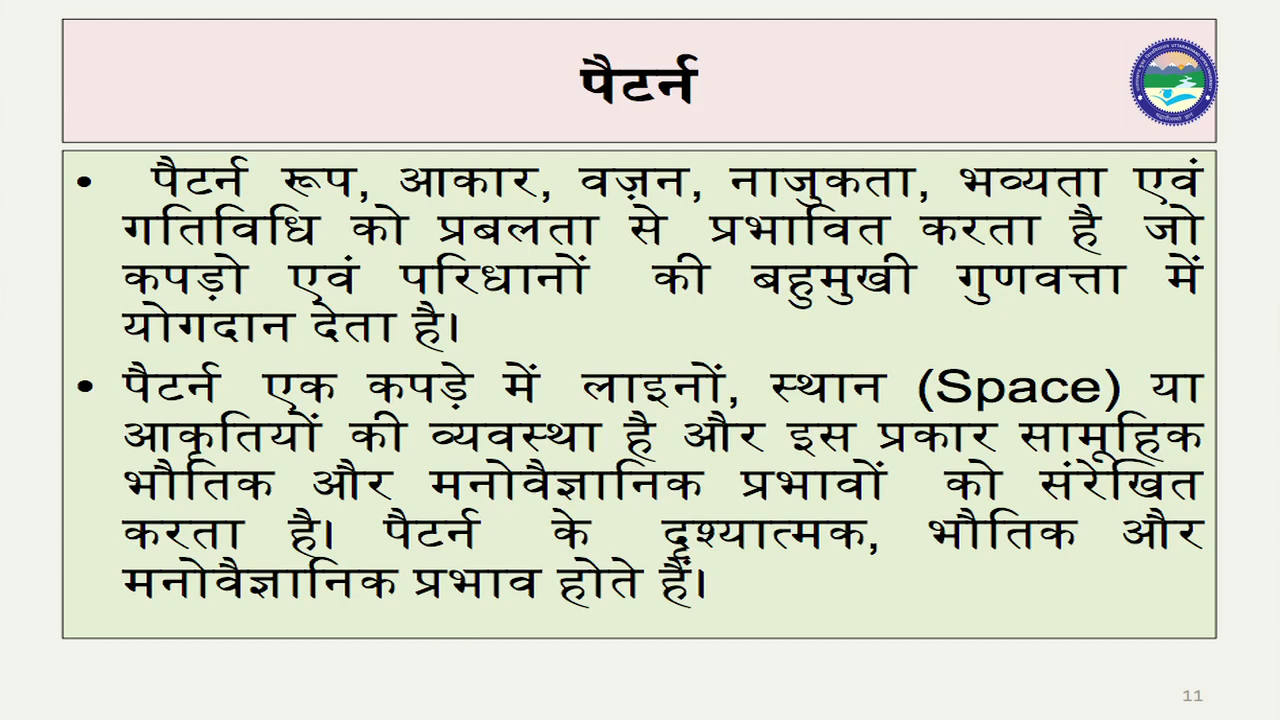 पैटर्न
• पैटर्न रूप, आकार, वज़न, नाजुकता, भव्यता एवं
गतिविधि को प्रबलता से प्रभावित करता है जो
कपड़ो एवं परिधानों की बहुमुखी गुणवत्ता में
योगदान देता है।
• पैटर्न एक कपड़े में लाइनों, स्थान (Space) या
आकृतियों की व्यवस्था है और इस प्रकार सामूहिक
भौतिक और मनोवैज्ञानिक प्रभावों को संरेखित
करता है। पैटर्न के दृश्यात्मक, भौतिक और
मनोवैज्ञानिक प्रभाव होते हैं।
11